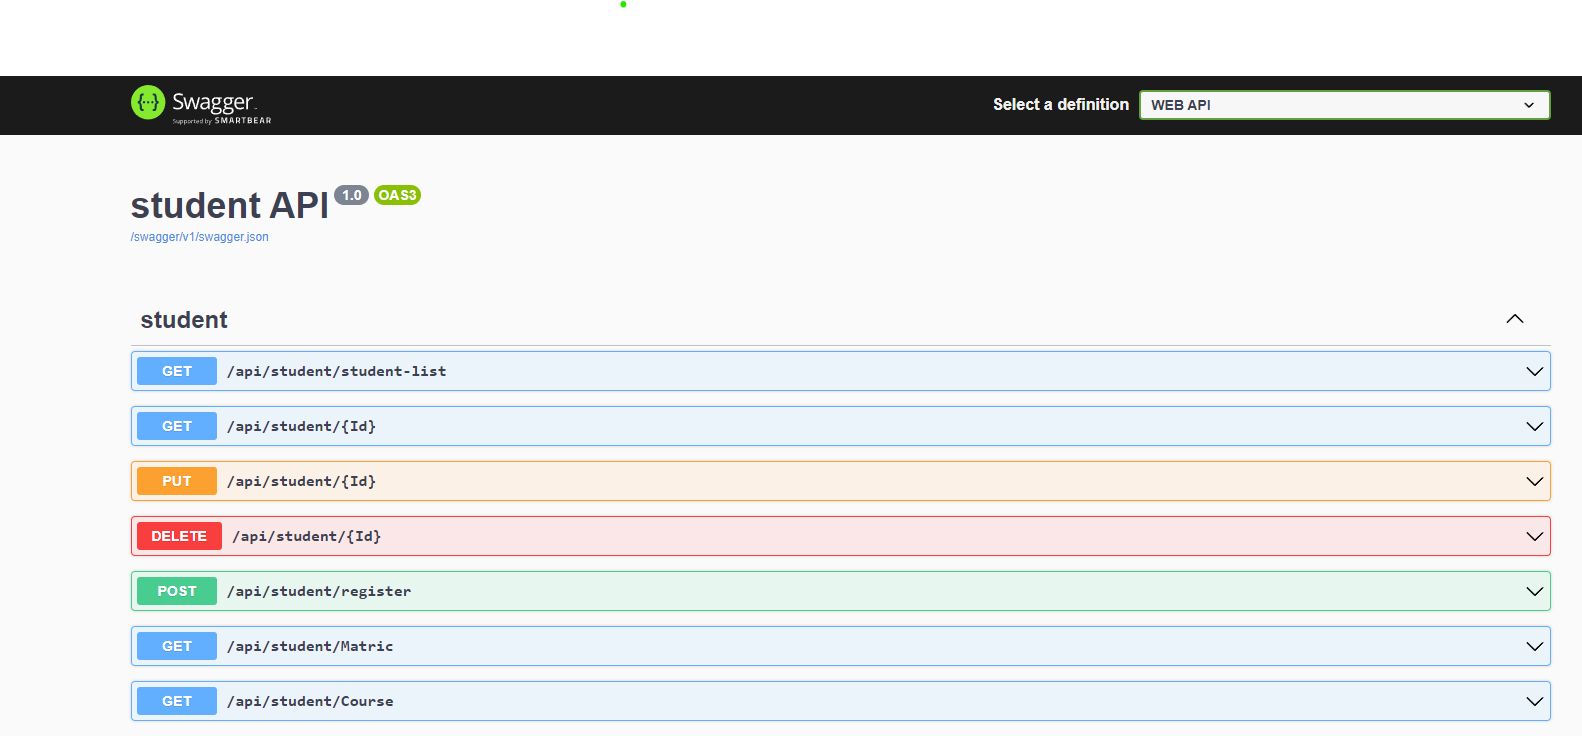 Swagger
Supported by SMARTBEAR
Select a definition
WEB API
student API 1.0 OAS3
/swagger/v1/swagger.json
student
GET /api/student/student-list
GET /api/student/{Id}
PUT /api/student/{Id}
DELETE /api/student/{Id}
POST /api/student/register
GET /api/student/Matric
GET /api/student/Course